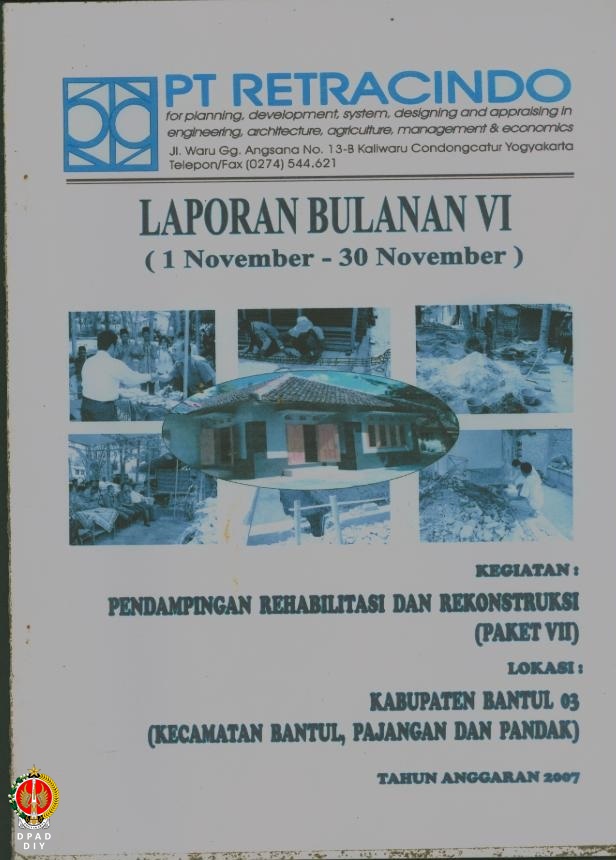 PT RETRACINDO
for planning, development, system, designing and appraising in
engineering, architecture, agriculture, management & economics
Jl. Waru Gg. Angsana No. 13-B Kaliwaru Condongcatur Yogyakarta
Telepon/Fax (0274) 544.621
LAPORAN BULANAN VI
( 1 November - 30 November )
KEGIATAN :
PENDAMPINGAN REHABILITASI DAN REKONSTRUKSI
(PAKET VII)
LOKASI :
KABUPATEN BANTUL 03
(KECAMATAN BANTUL, PAJANGAN DAN PANDAK)
TAHUN ANGGARAN 2007
DPAD
DIY